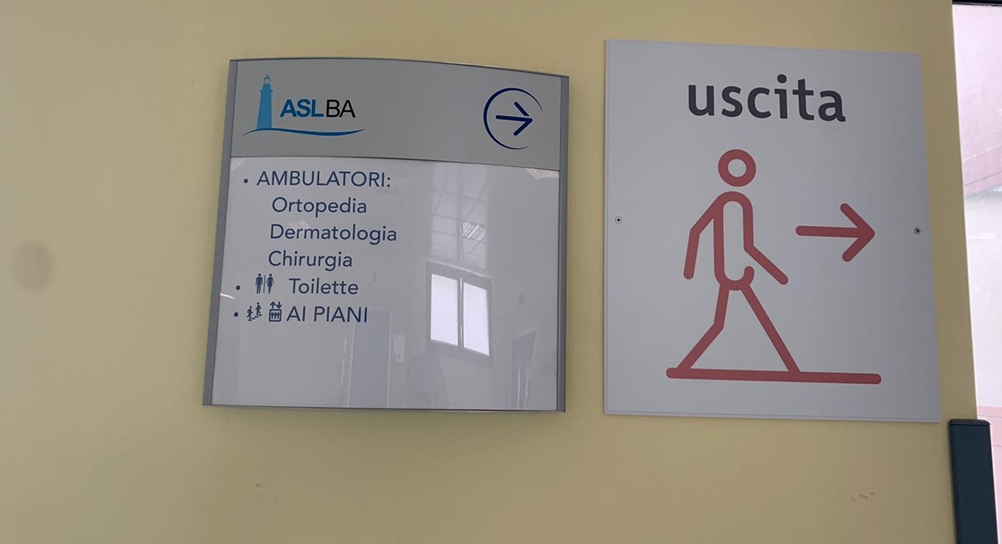 ASLBA
• AMBULATORI:
Ortopedia
Dermatologia
Chirurgia
• Toilette
• AI PIANI
uscita